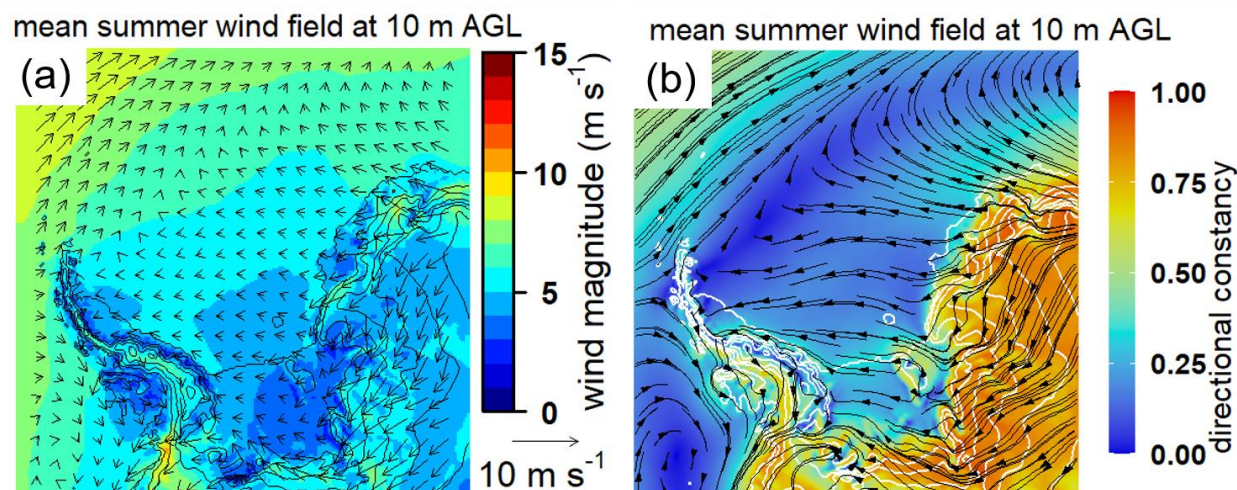 mean summer wind field at 10 m AGL
(a)
15
10
5
0
wind magnitude (m s⁻¹)
10 m s⁻¹
mean summer wind field at 10 m AGL
(b)
1.00
0.75
0.50
0.25
0.00
directional constancy